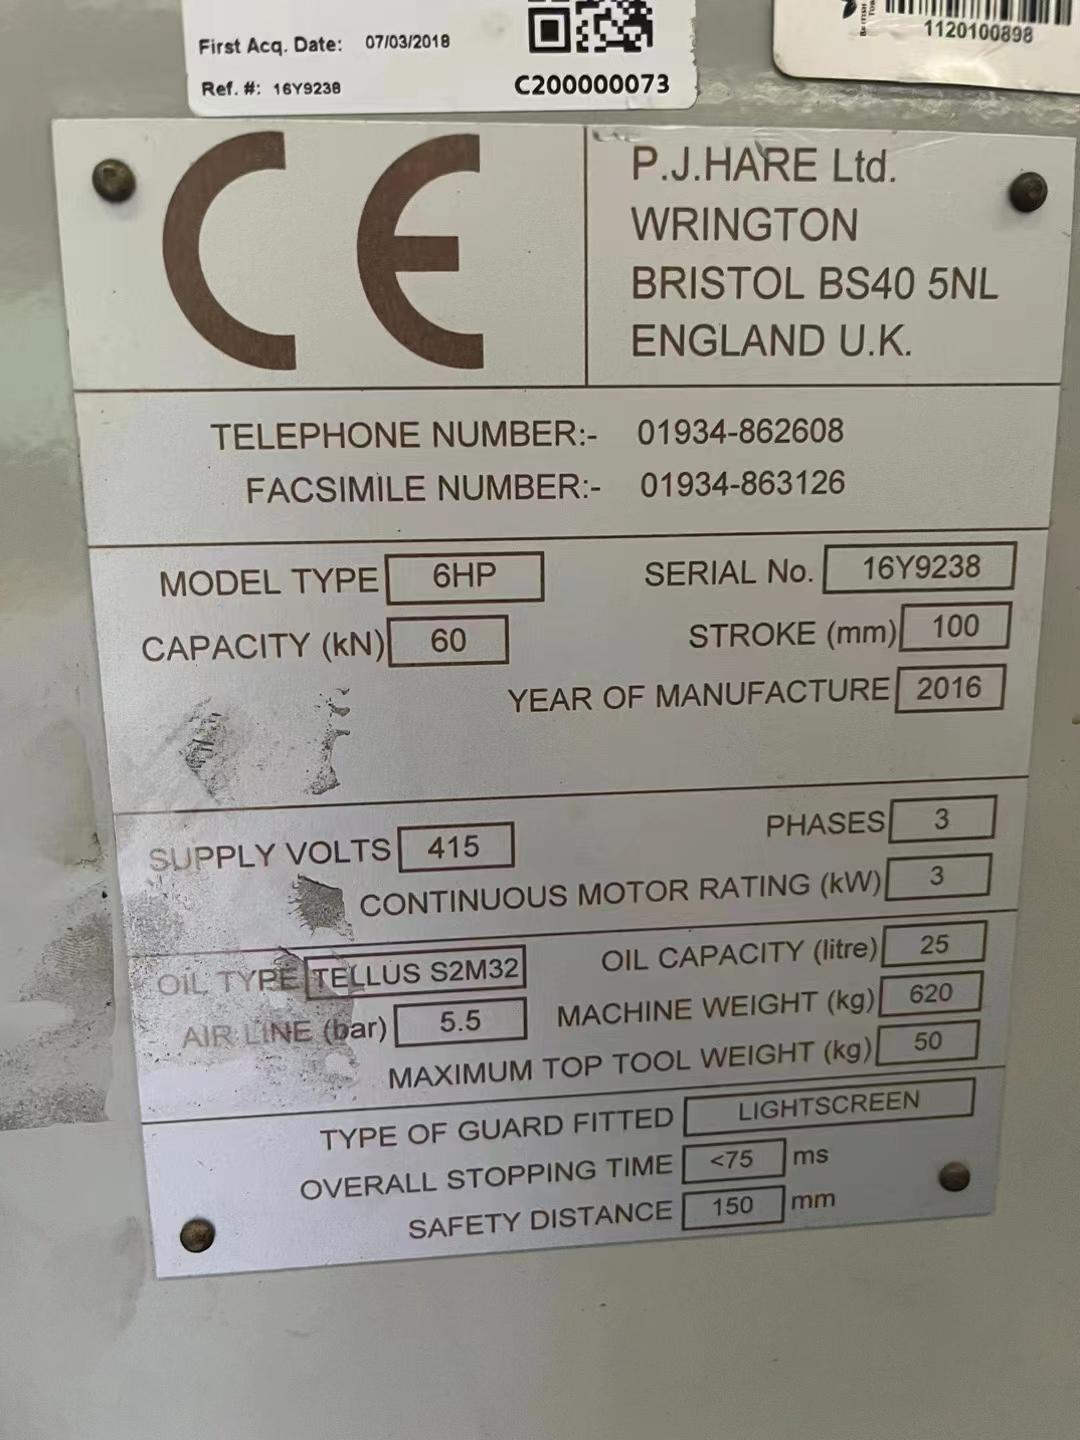 First Acq. Date: 07/03/2018
Ref. #: 16Y9238
C200000073
1120100898
CE
P.J.HARE Ltd.
WRINGTON
BRISTOL BS40 5NL
ENGLAND U.K.
TELEPHONE NUMBER:- 01934-862608
FACSIMILE NUMBER:- 01934-863126
MODEL TYPE 6HP SERIAL No. 16Y9238
CAPACITY (kN) 60 STROKE (mm) 100
YEAR OF MANUFACTURE 2016
SUPPLY VOLTS 415 PHASES 3
CONTINUOUS MOTOR RATING (kW) 3
OIL TYPE TELLUS S2M32 OIL CAPACITY (litre) 25
AIR LINE (bar) 5.5 MACHINE WEIGHT (kg) 620
MAXIMUM TOP TOOL WEIGHT (kg) 50
TYPE OF GUARD FITTED LIGHTSCREEN
OVERALL STOPPING TIME <75 ms
SAFETY DISTANCE 150 mm